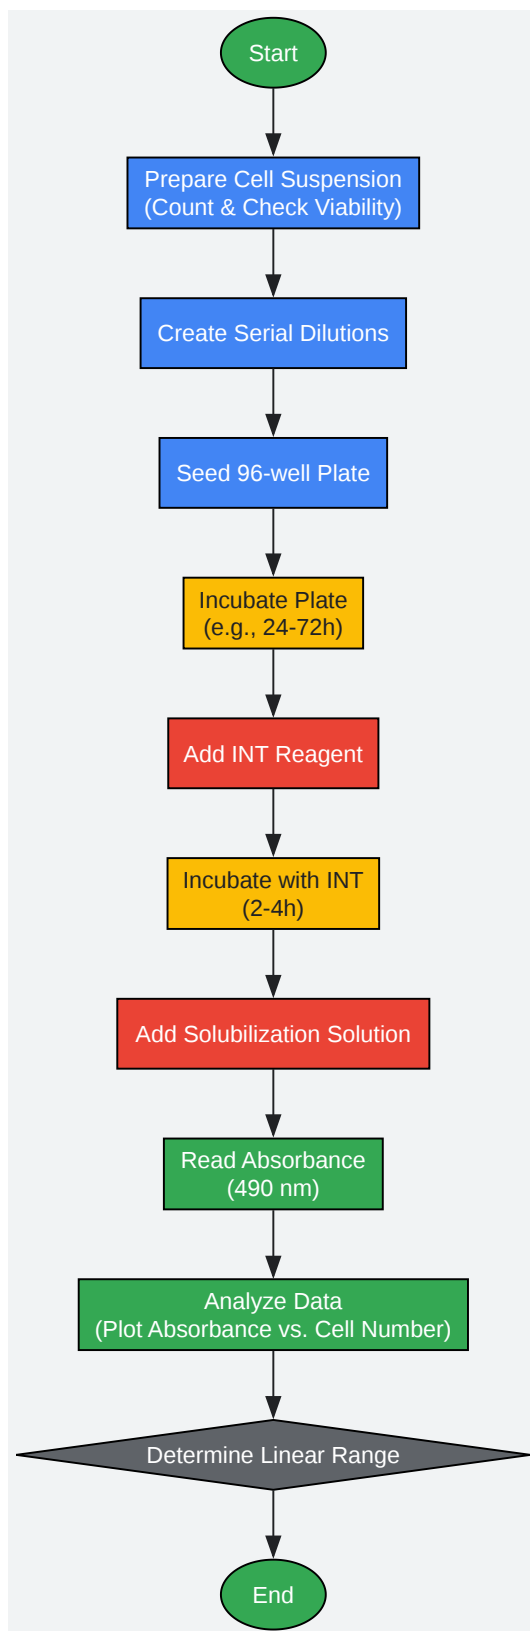 Start
Prepare Cell Suspension
(Count & Check Viability)
Create Serial Dilutions
Seed 96-well Plate
Incubate Plate
(e.g., 24-72h)
Add INT Reagent
Incubate with INT
(2-4h)
Add Solubilization Solution
Read Absorbance
(490 nm)
Analyze Data
(Plot Absorbance vs. Cell Number)
Determine Linear Range
End